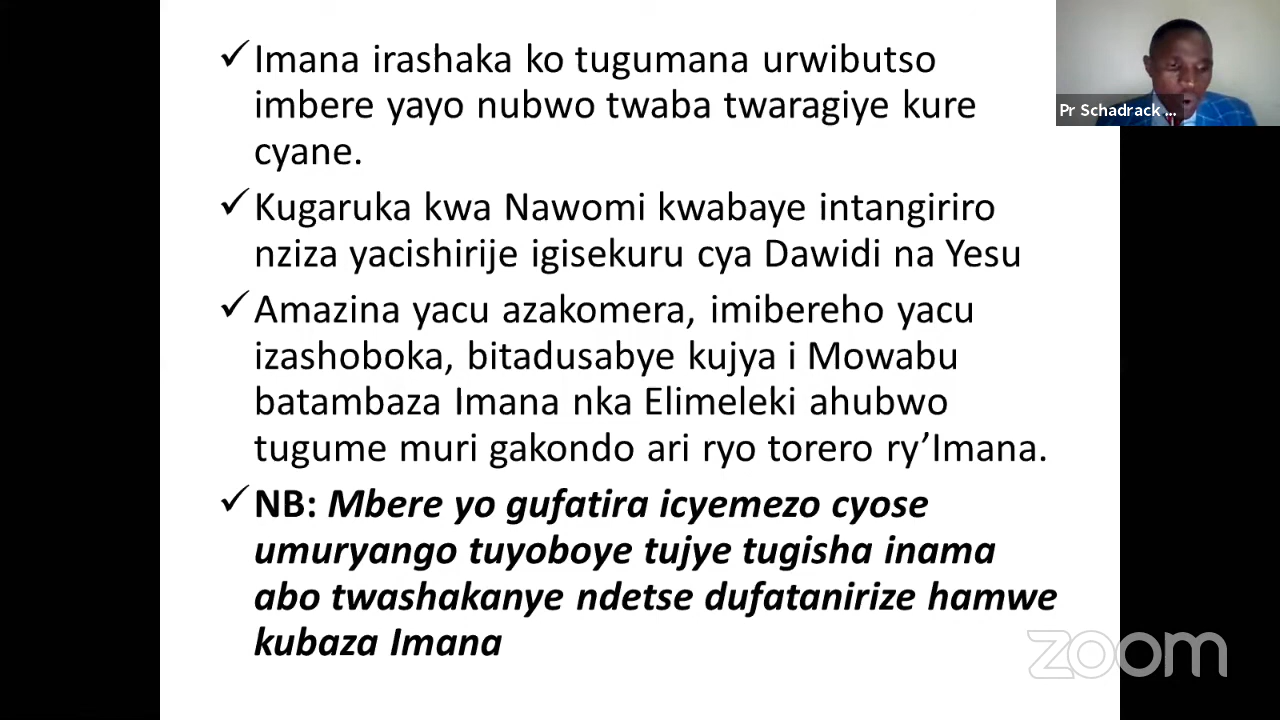 ✓Imana irashaka ko tugumana urwibutso
imbere yayo nubwo twaba twaragiye kure
cyane.
✓Kugaruka kwa Nawomi kwabaye intangiriro
nziza yacishirije igisekuru cya Dawidi na Yesu
✓Amazina yacu azakomera, imibereho yacu
izashoboka, bitadusabye kujya i Mowabu
batambaza Imana nka Elimeleki ahubwo
tugume muri gakondo ari ryo torero ry’Imana.
✓NB: Mbere yo gufatira icyemezo cyose
umuryango tuyoboye tujye tugisha inama
abo twashakanye ndetse dufatanirize hamwe
kubaza Imana
Pr Schadrack ...
zoom